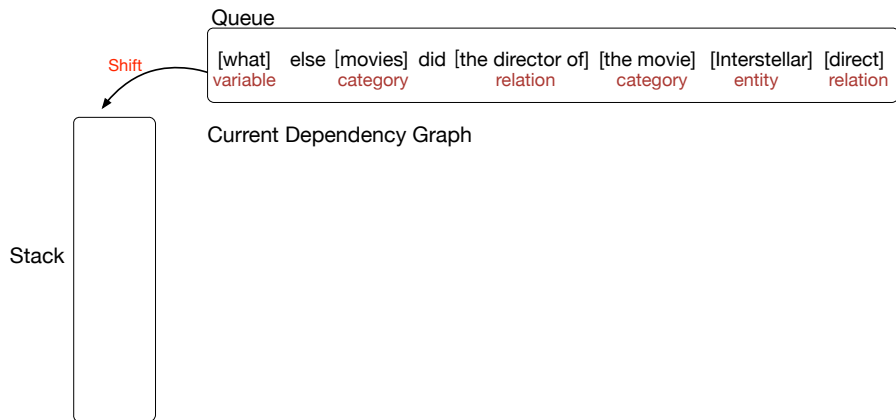 Queue
[what] else [movies] did [the director of] [the movie] [Interstellar] [direct]
variable category relation category entity relation
Shift
Current Dependency Graph
Stack